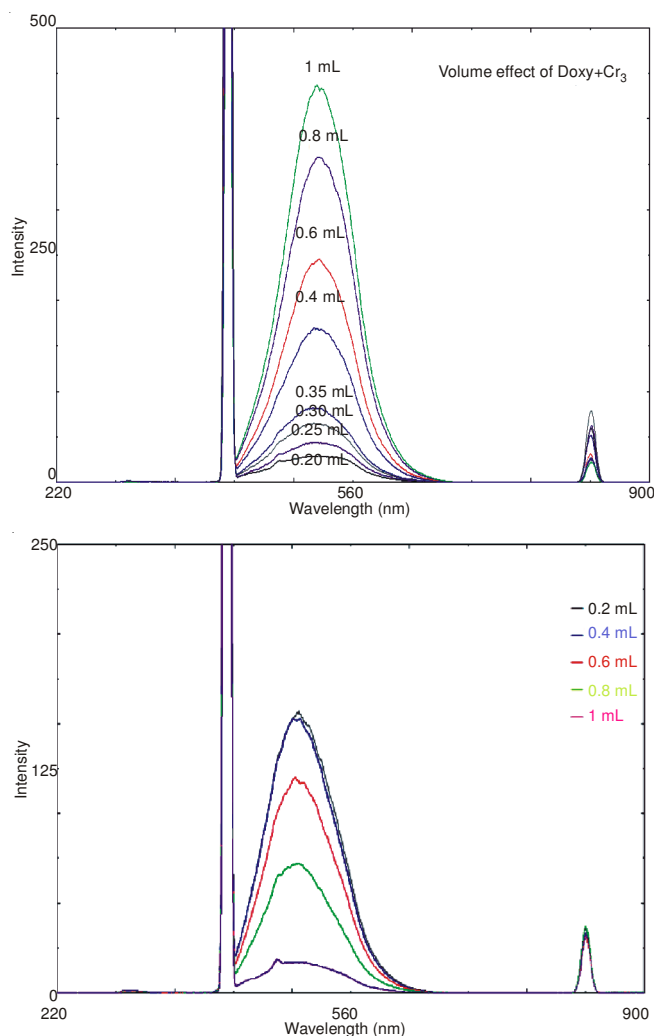 500
1 mL
Volume effect of Doxy+Cr3
0.8 mL
250
0.6 mL
0.4 mL
0.35 mL
0.30 mL
0.25 mL
0.20 mL
0
220
560
900
Wavelength (nm)
Intensity
250
0.2 mL
0.4 mL
0.6 mL
0.8 mL
1 mL
125
0
220
560
900
Wavelength (nm)
Intensity